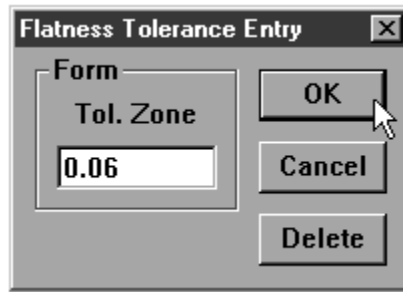 Flatness Tolerance Entry
Form
Tol. Zone
0.06
OK
Cancel
Delete